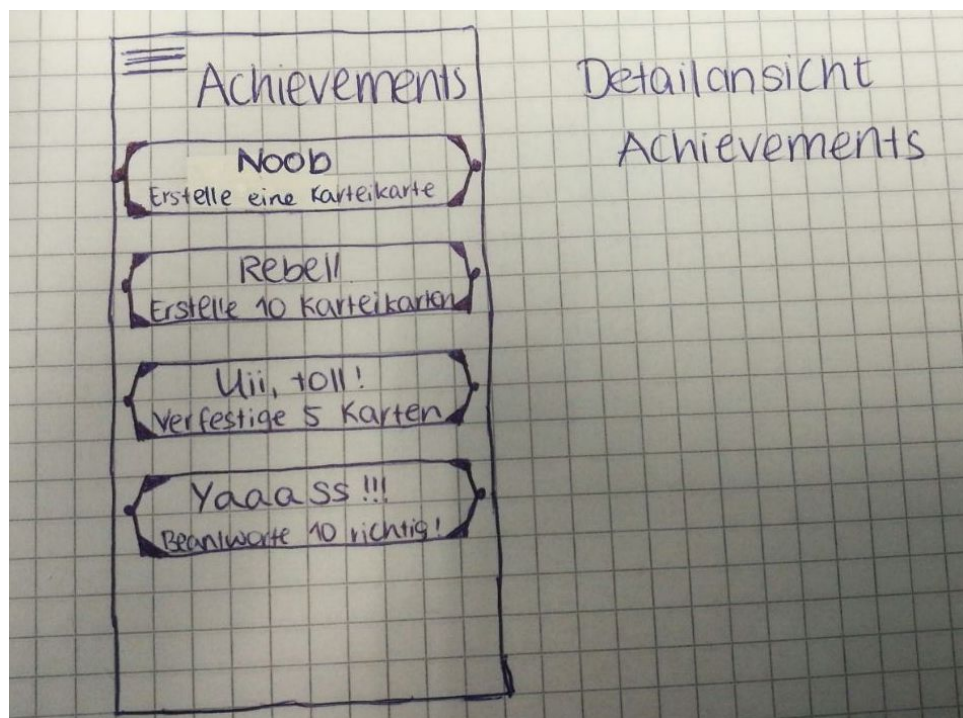 Achievements
Noob
Erstelle eine Karteikarte
Rebell
Erstelle 10 Karteikarten
Uii, toll!
Verfestige 5 Karten
Yaaass!!!
Beantworte 10 richtig!
Detailansicht
Achievements